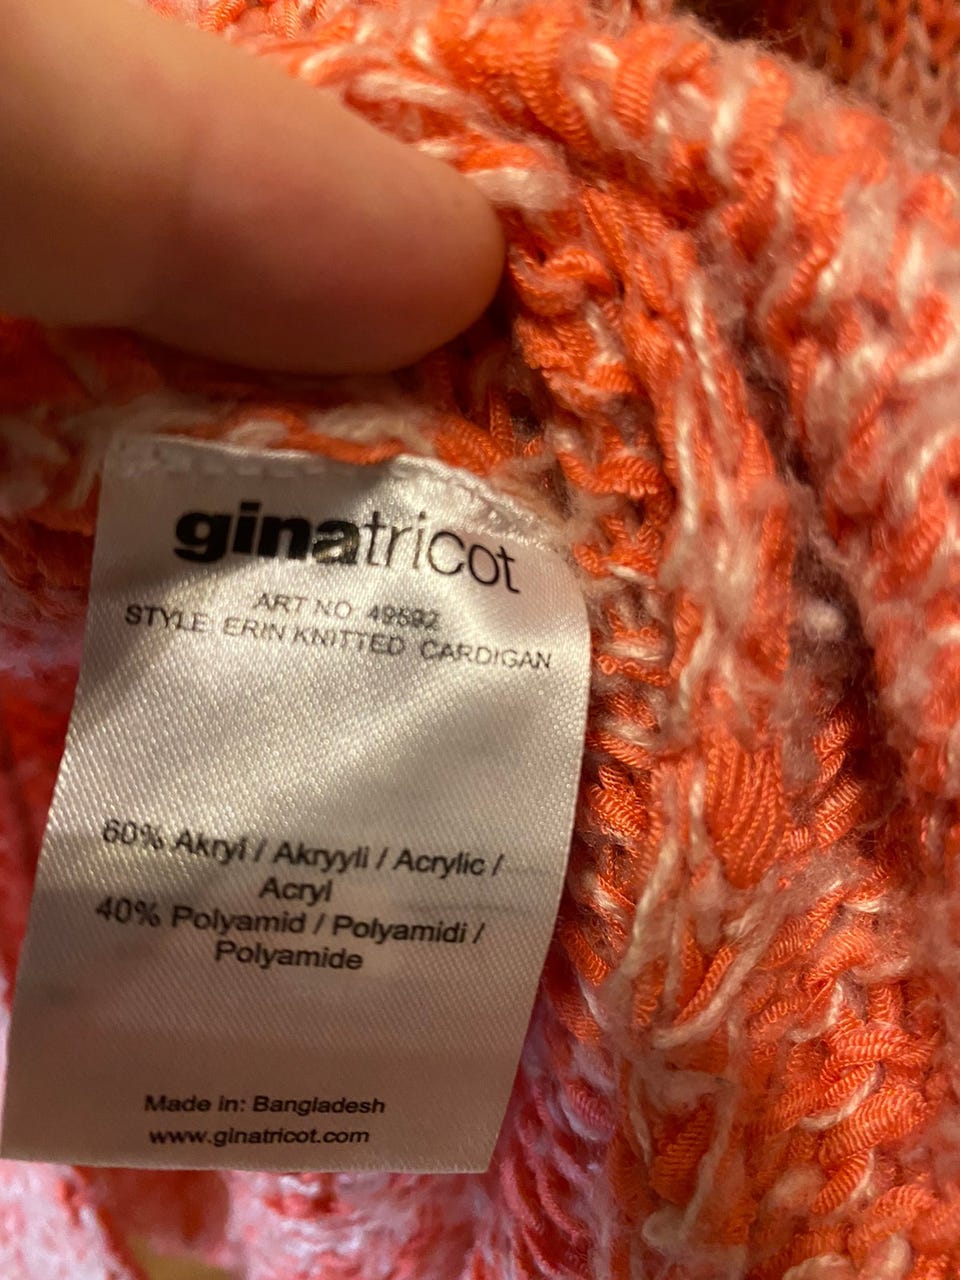 ginatricot
ART NO 49592
STYLE: ERIN KNITTED CARDIGAN
60% Akryl / Akryyli / Acrylic /
Acryl
40% Polyamid / Polyamidi /
Polyamide
Made in: Bangladesh
www.ginatricot.com